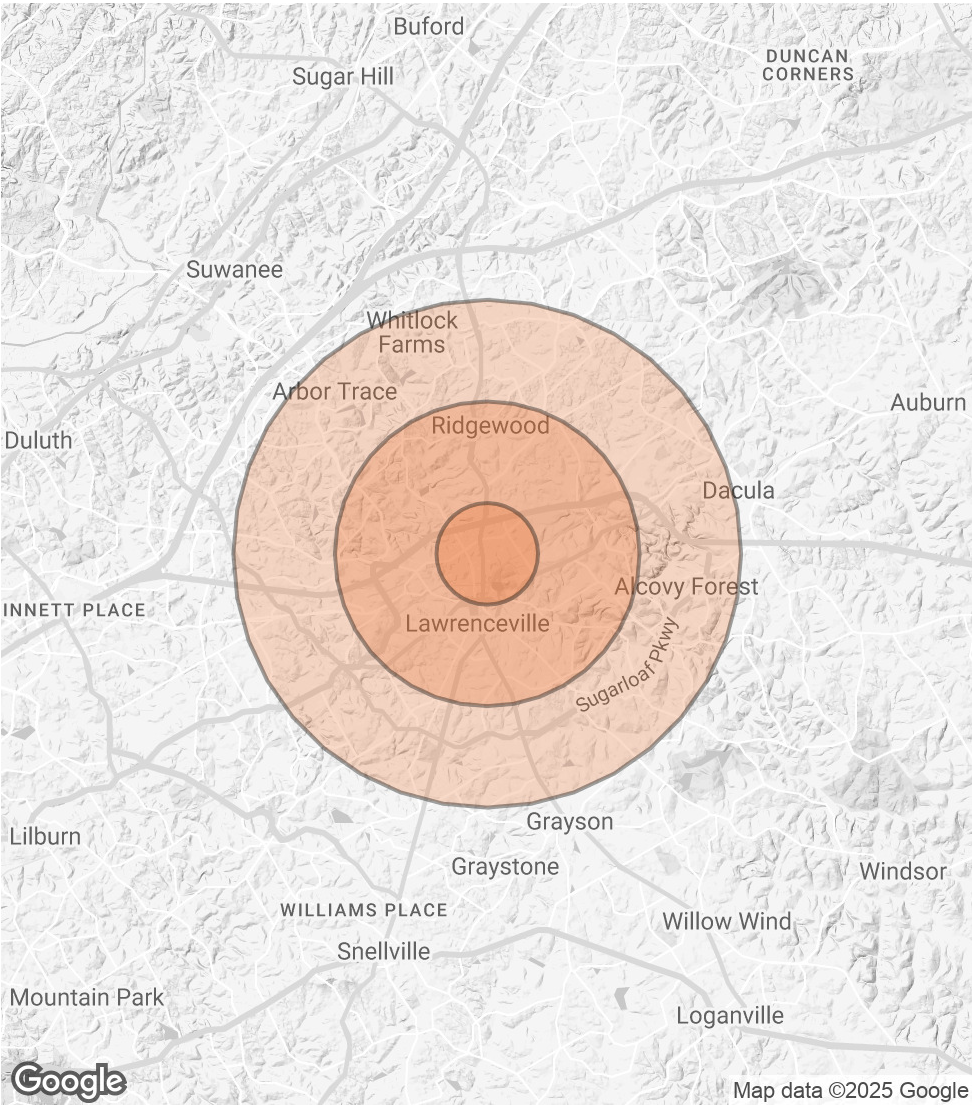 Buford
DUNCAN
CORNERS
Sugar Hill
Suwanee
Whitlock
Farms
Arbor Trace
Auburn
Ridgewood
Duluth
Dacula
Alcovy Forest
INNETT PLACE
Lawrenceville
Sugarloaf Pkwy
Grayson
Lilburn
Graystone
Windsor
WILLIAMS PLACE
Willow Wind
Snellville
Mountain Park
Loganville
Google
Map data ©2025 Google